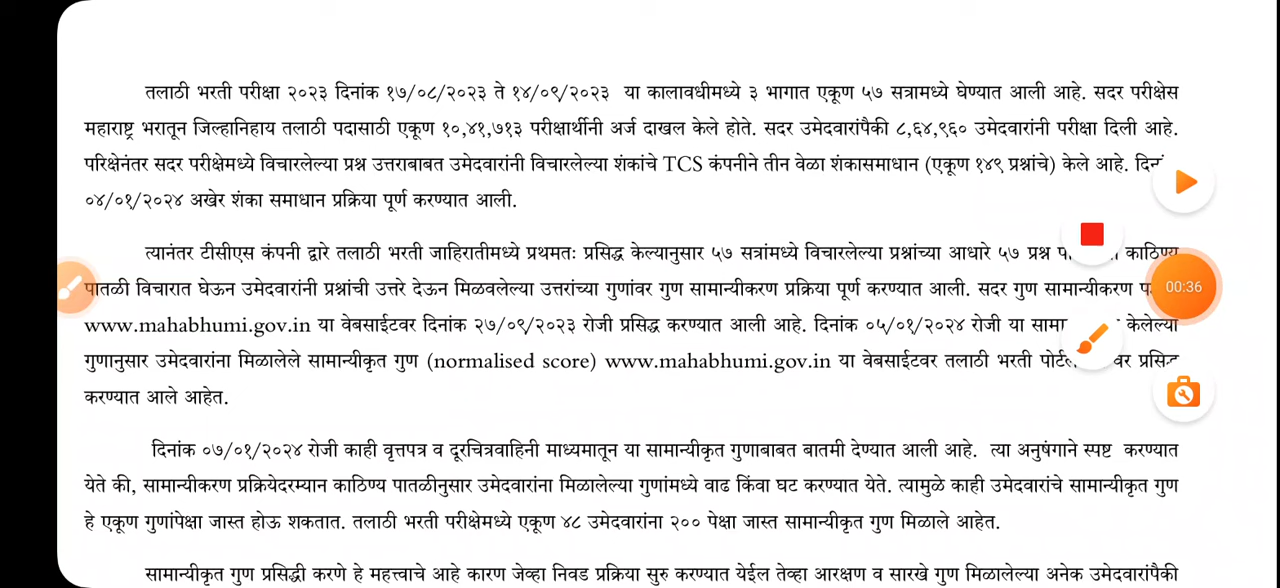 तलाठी भरती परीक्षा २०२३ दिनांक १७/०८/२०२३ ते १४/०९/२०२३ या कालावधीमध्ये ३ भागात एकूण ५७ सत्रामध्ये घेण्यात आली आहे. सदर परीक्षेस
महाराष्ट्र भरातून जिल्हानिहाय तलाठी पदासाठी एकूण १०,४१,७१३ परीक्षार्थीनी अर्ज दाखल केले होते. सदर उमेदवारांपैकी ८,६४,९६० उमेदवारांनी परीक्षा दिली आहे.
परिक्षेनंतर सदर परीक्षेमध्ये विचारलेल्या प्रश्न उत्तराबाबत उमेदवारांनी विचारलेल्या शंकांचे TCS कंपनीने तीन वेळा शंकासमाधान (एकूण १४९ प्रश्नांचे) केले आहे.
०४/०१/२०२४ अखेर शंका समाधान प्रक्रिया पूर्ण करण्यात आली.
त्यानंतर टीसीएस कंपनी द्वारे तलाठी भरती जाहिरातीमध्ये प्रथमतः प्रसिद्ध केल्यानुसार ५७ सत्रांमध्ये विचारलेल्या प्रश्नांच्या आधारे ५७ प्रश्न काठिण्य
पातळी विचारात घेऊन उमेदवारांनी प्रश्नांची उत्तरे देऊन मिळवलेल्या उत्तरांच्या गुणांवर गुण सामान्यीकरण प्रक्रिया पूर्ण करण्यात आली. सदर गुण सामान्यीकरण
00:36
www.mahabhumi.gov.in या वेबसाईटवर दिनांक २७/०९/२०२३ रोजी प्रसिद्ध करण्यात आली आहे. दिनांक ०५/०१/२०२४ रोजी या केलेल्या
गुणानुसार उमेदवारांना मिळालेले सामान्यीकृत गुण (normalised score) www.mahabhumi.gov.in या वेबसाईटवर तलाठी भरती
करण्यात आले आहेत.
दिनांक ०७/०१/२०२४ रोजी काही वृत्तपत्र व दूरचित्रवाहिनी माध्यमातून या सामान्यीकृत गुणाबाबत बातमी देण्यात आली आहे. त्या अनुषंगाने स्पष्ट करण्यात
येते की, सामान्यीकरण प्रक्रियेदरम्यान काठिण्य पातळीनुसार उमेदवारांना मिळालेल्या गुणांमध्ये वाढ किंवा घट करण्यात येते. त्यामुळे काही उमेदवारांचे सामान्यीकृत गुण
हे एकूण गुणांपेक्षा जास्त होऊ शकतात. तलाठी भरती परीक्षेमध्ये एकूण ४८ उमेदवारांना २०० पेक्षा जास्त सामान्यीकृत गुण मिळाले आहेत.
सामान्यीकृत गुण प्रसिद्धी करणे हे महत्त्वाचे आहे कारण जेव्हा निवड प्रक्रिया सुरु करण्यात येईल तेव्हा आरक्षण व सारखे गुण मिळालेल्या अनेक उमेदवारांपैकी